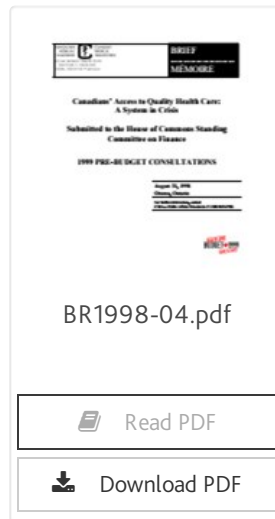 BRIEF
MÉMOIRE
Canadians' Access to Quality Health Care:
A System in Crisis
Submitted to the House of Commons Standing
Committee on Finance
1999 PRE-BUDGET CONSULTATIONS
August 31, 1998
Ottawa, Ontario
BR1998-04.pdf
Read PDF
Download PDF